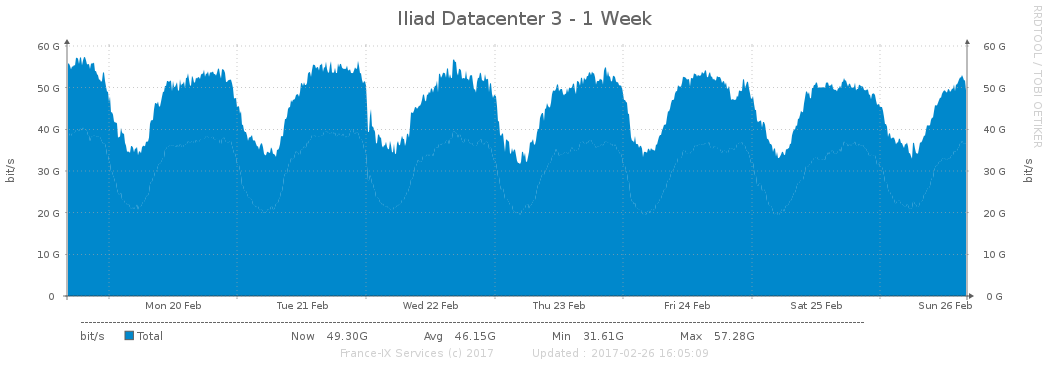 Iliad Datacenter 3 - 1 Week
RRDTOOL / TOBI OETIKER
60 G
60 G
50 G
50 G
40 G
40 G
30 G
30 G
20 G
20 G
10 G
10 G
0
0 G
bit/s
bit/s
Mon 20 Feb Tue 21 Feb Wed 22 Feb Thu 23 Feb Fri 24 Feb Sat 25 Feb Sun 26 Feb
bit/s Total Now 49.30G Avg 46.15G Min 31.61G Max 57.28G
France-IX Services (c) 2017 Updated : 2017-02-26 16:05:09